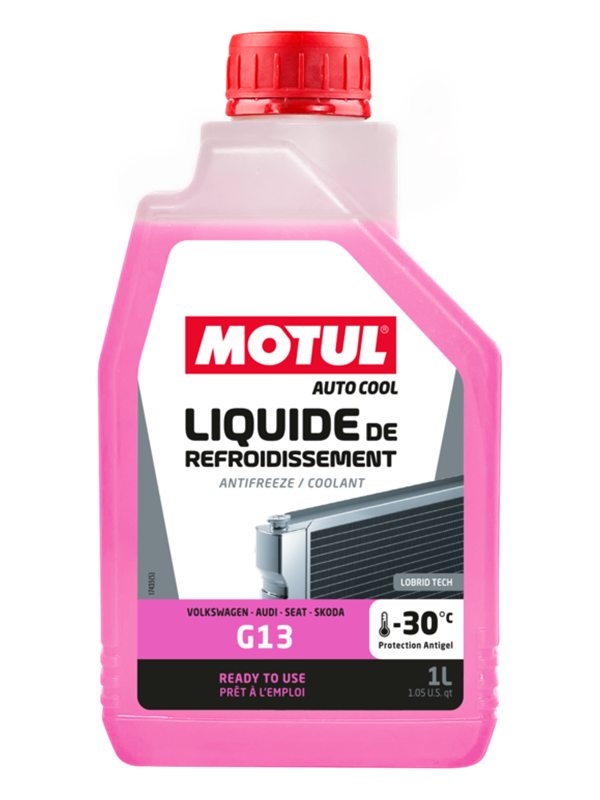 MOTUL
AUTO COOL
LIQUIDE DE
REFROIDISSEMENT
ANTIFREEZE / COOLANT
LOBRID TECH
17435(S)
VOLKSWAGEN - AUDI - SEAT - SKODA
G13
-30°C
Protection Antigel
READY TO USE
PRÊT À L'EMPLOI
1L
1.05 U.S. qt